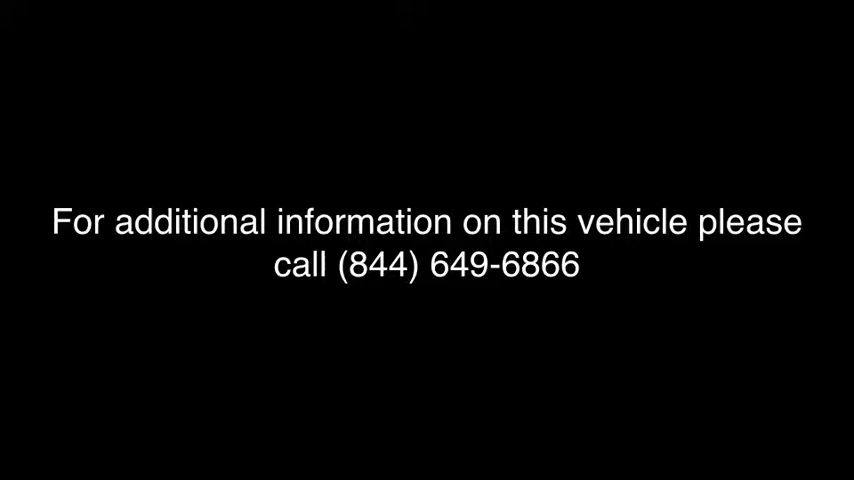 For additional information on this vehicle please
call (844) 649-6866